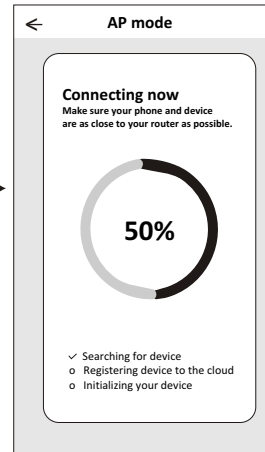 AP mode
Connecting now
Make sure your phone and device
are as close to your router as possible.
50%
✓ Searching for device
o Registering device to the cloud
o Initializing your device